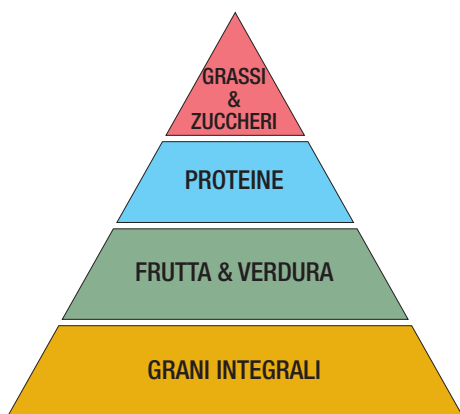 GRASSI
&
ZUCCHERI
PROTEINE
FRUTTA & VERDURA
GRANI INTEGRALI